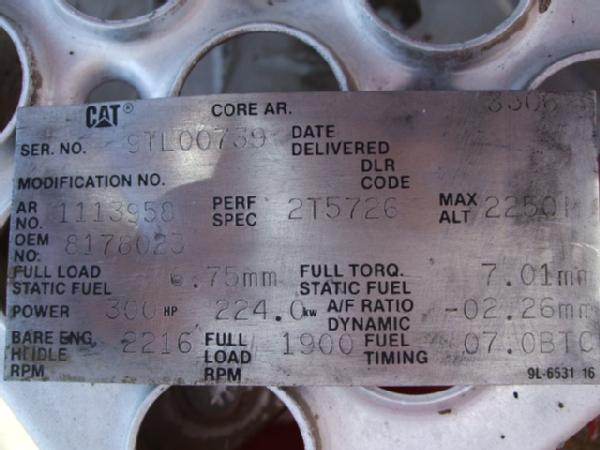 CAT® CORE AR. 3306
SER. NO. 9TL00739 DATE DELIVERED
MODIFICATION NO. DLR CODE
AR NO. 1113958 PERF SPEC 2T5726 MAX ALT 2250M
OEM NO: 8178023
FULL LOAD STATIC FUEL 6.75mm FULL TORQ. STATIC FUEL 7.01mm
POWER 300 HP 224.0 kw A/F RATIO DYNAMIC -02.26mm
BARE ENG. HI IDLE RPM 2216 FULL LOAD RPM 1900 FUEL TIMING 07.0BTC
9L-6531 16